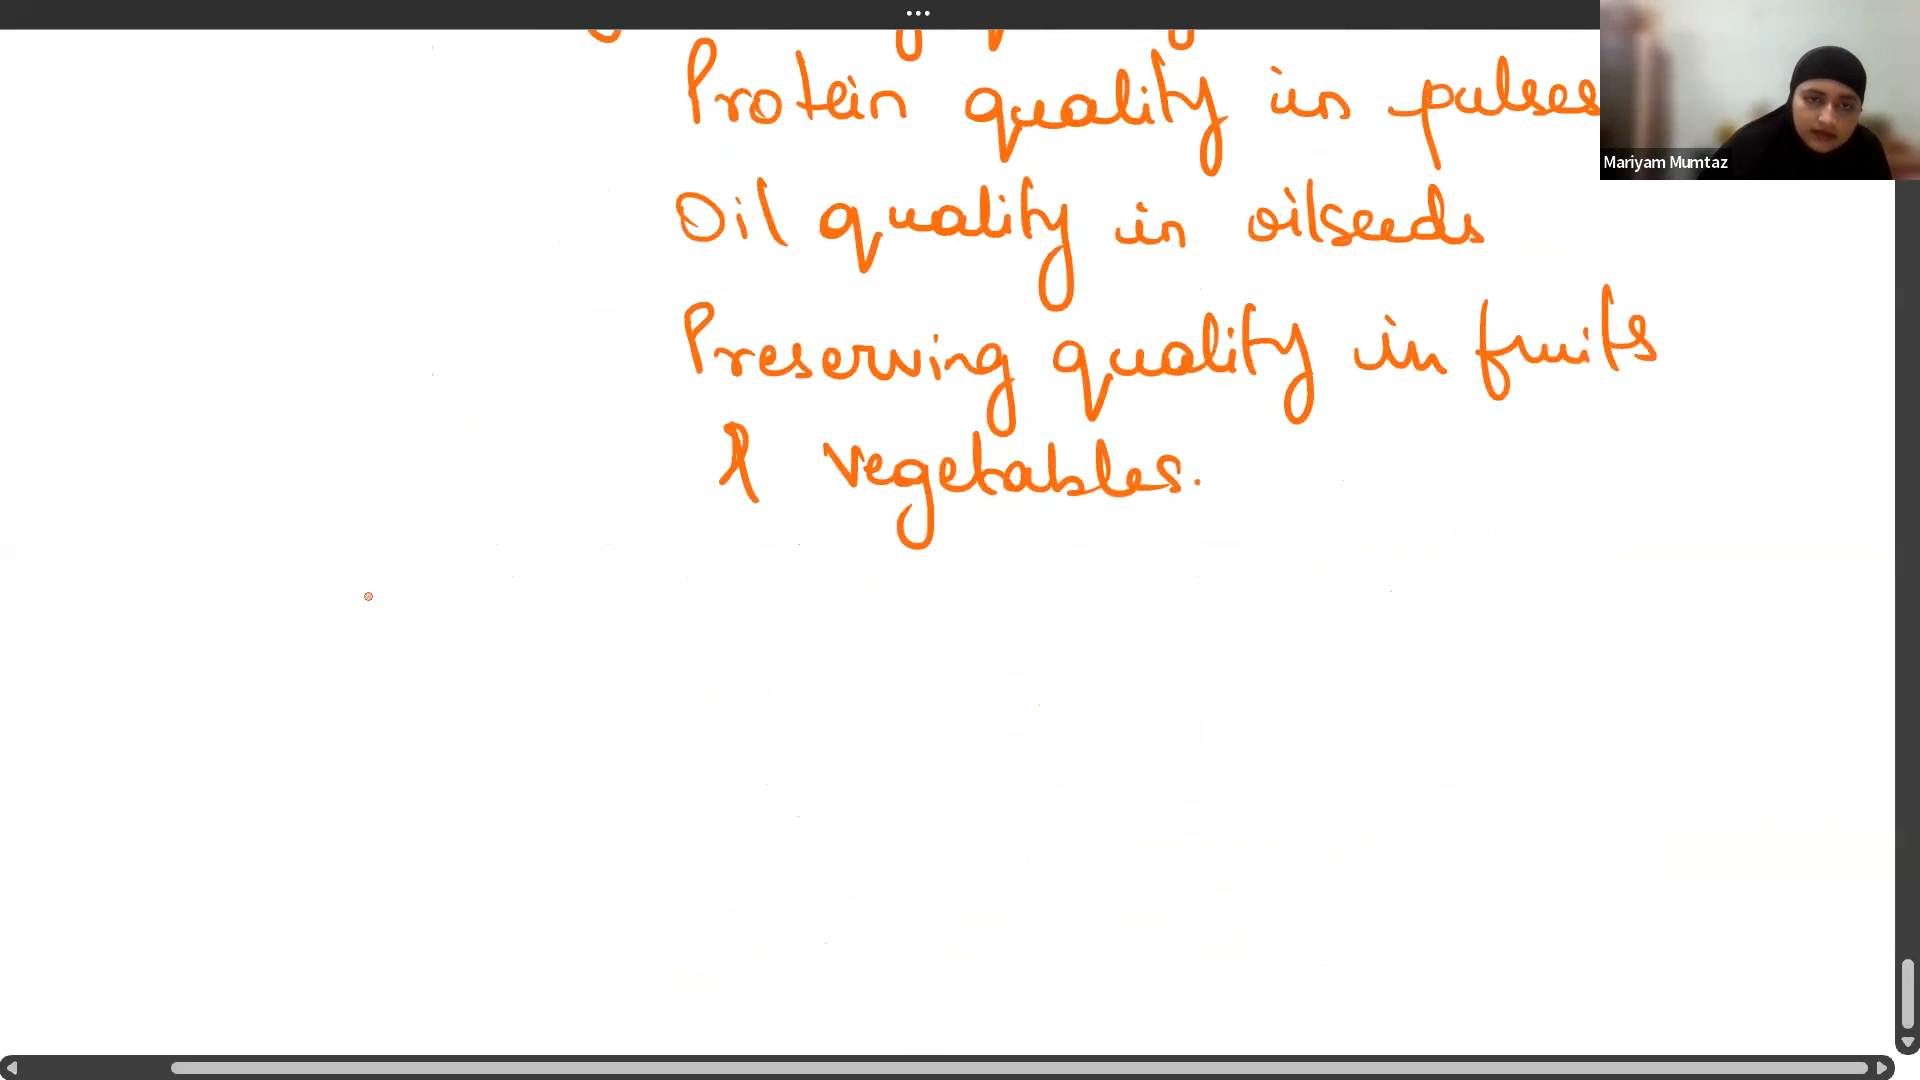 Protein quality in pulses
Oil quality in oilseeds
Preserving quality in fruits
& vegetables.
Mariyam Mumtaz